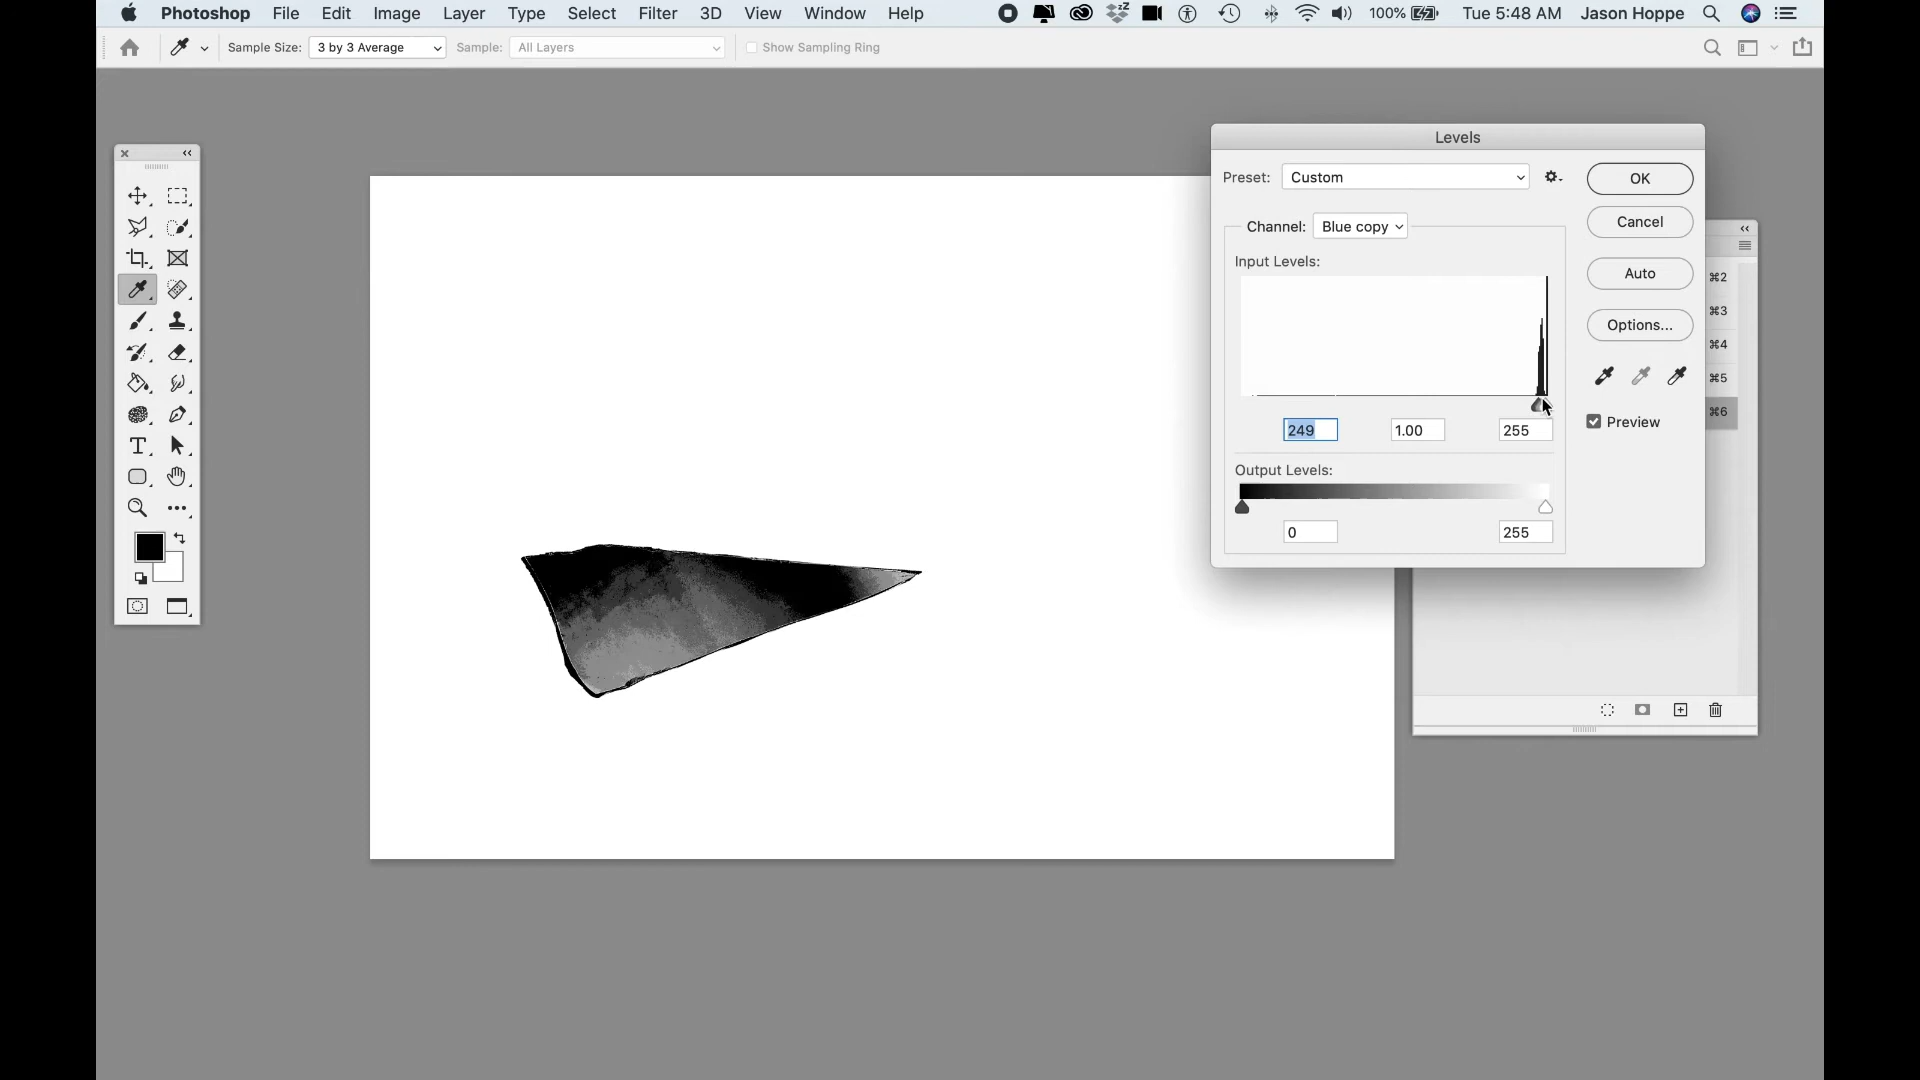 Photoshop File Edit Image Layer Type Select Filter 3D View Window Help 100% Tue 5:48 AM Jason Hoppe
Sample Size: 3 by 3 Average Sample: All Layers Show Sampling Ring
Levels
Preset: Custom OK
Channel: Blue copy Cancel
Input Levels: Auto
⌘2
⌘3
Options...
⌘4
⌘5
⌘6
Preview
249 1.00 255
Output Levels:
0 255
T